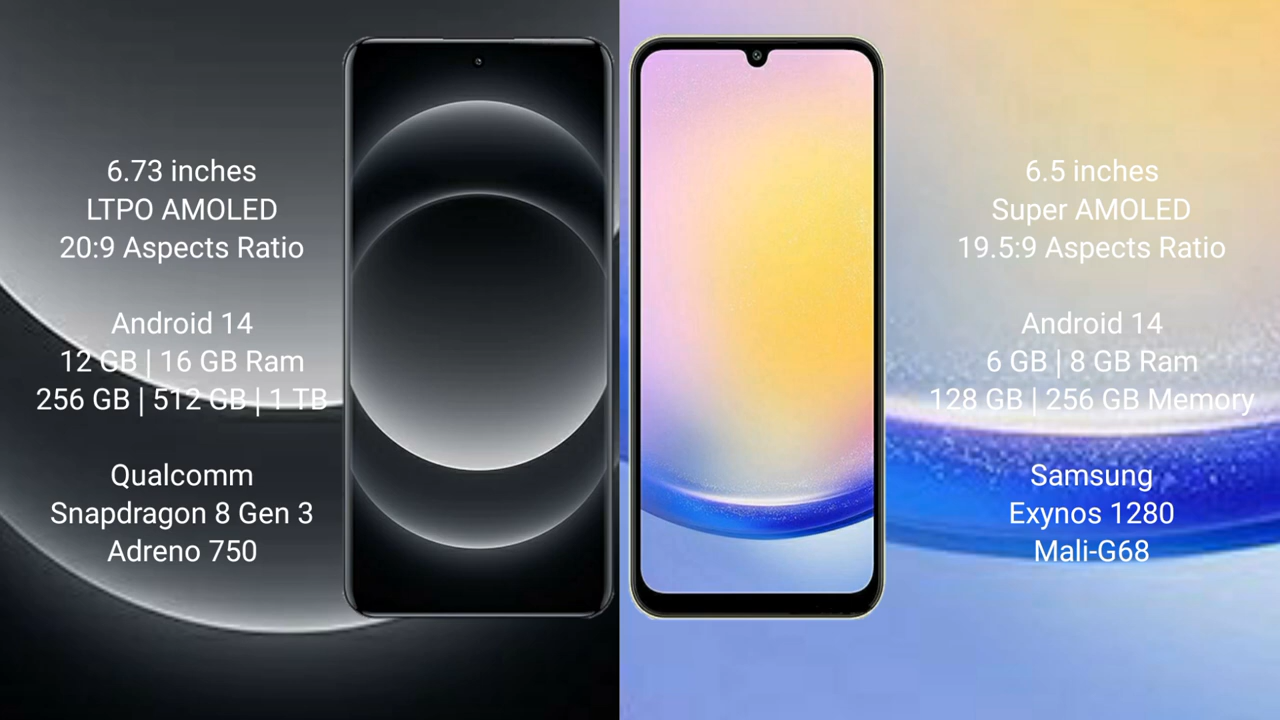 6.73 inches
LTPO AMOLED
20:9 Aspects Ratio
Android 14
12 GB | 16 GB Ram
256 GB | 512 GB | 1 TB
Qualcomm
Snapdragon 8 Gen 3
Adreno 750
6.5 inches
Super AMOLED
19.5:9 Aspects Ratio
Android 14
6 GB | 8 GB Ram
128 GB | 256 GB Memory
Samsung
Exynos 1280
Mali-G68